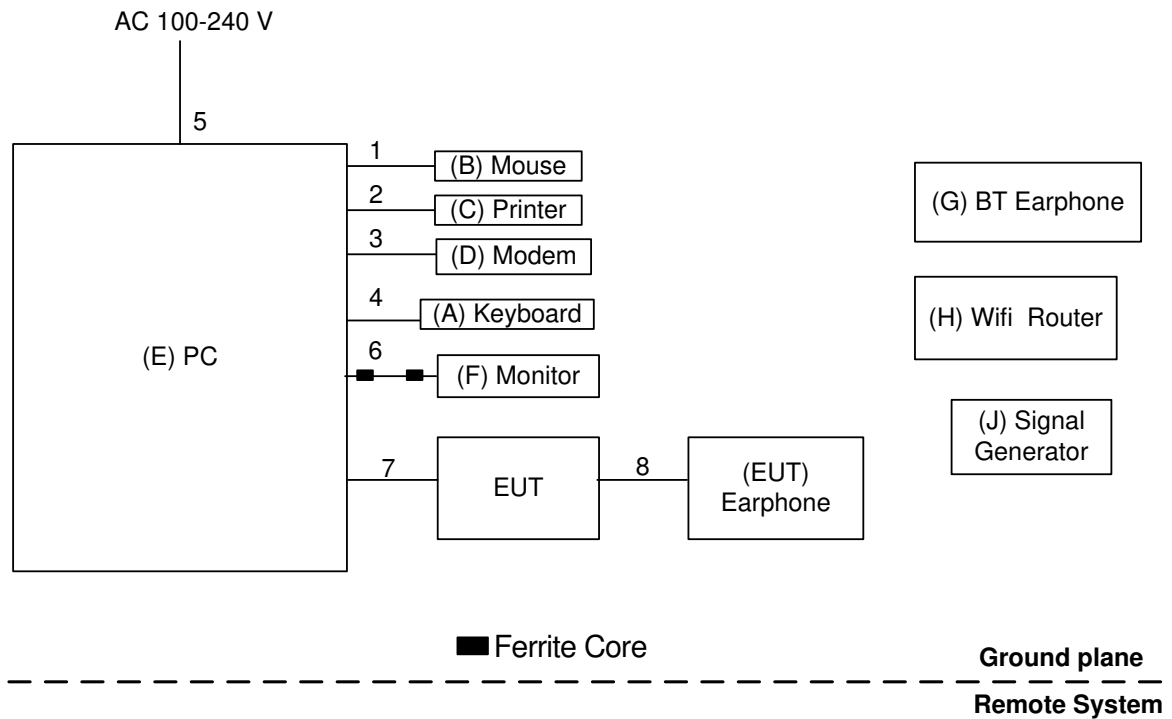 AC 100-240 V
5
1
(B) Mouse
2
(C) Printer
3
(D) Modem
4
(A) Keyboard
6
(F) Monitor
(E) PC
7
EUT
8
(EUT)
Earphone
(G) BT Earphone
(H) Wifi Router
(J) Signal
Generator
Ferrite Core
Ground plane
Remote System